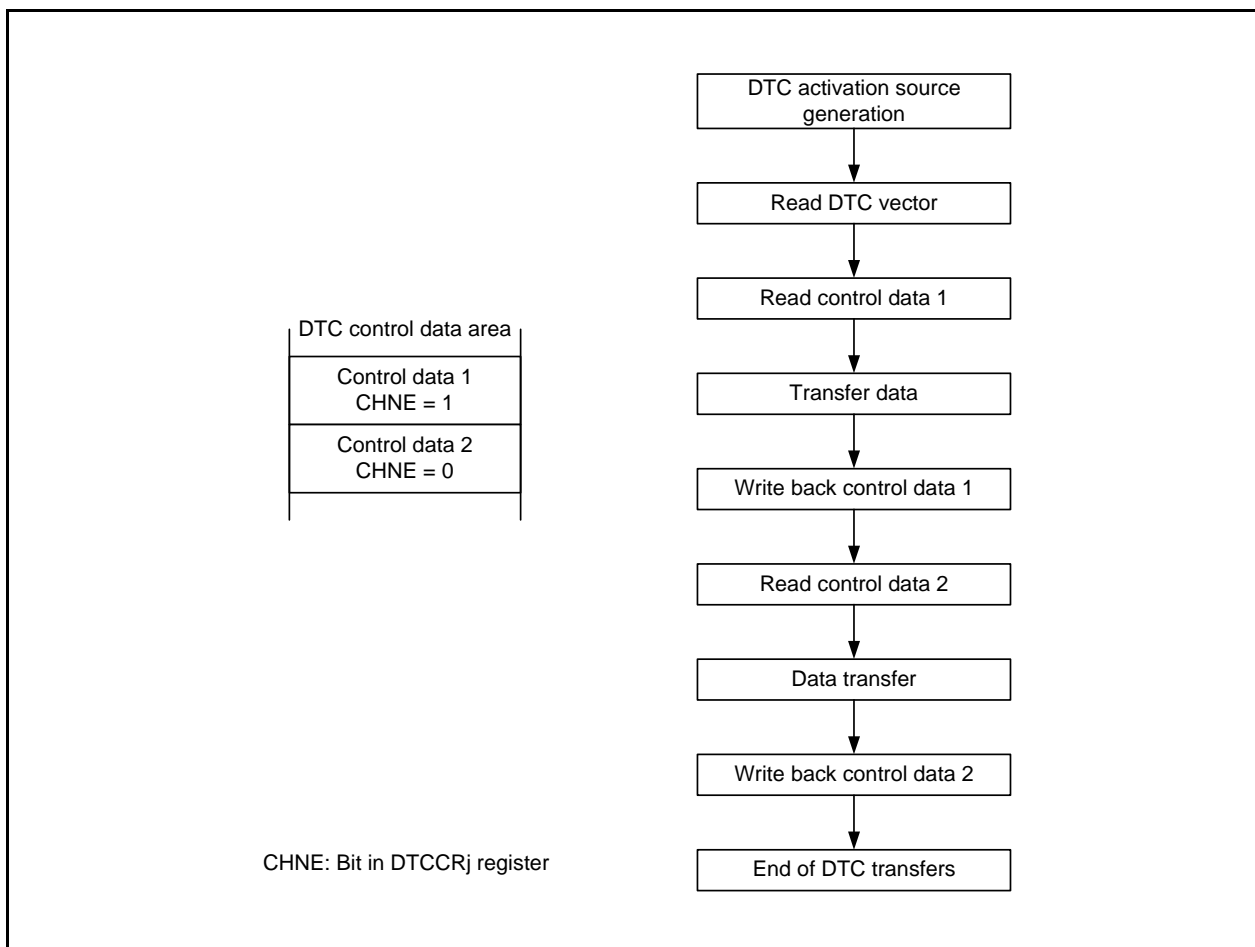 DTC activation source
generation
Read DTC vector
Read control data 1
DTC control data area
Control data 1
CHNE = 1
Control data 2
CHNE = 0
Transfer data
Write back control data 1
Read control data 2
Data transfer
Write back control data 2
CHNE: Bit in DTCCRj register
End of DTC transfers